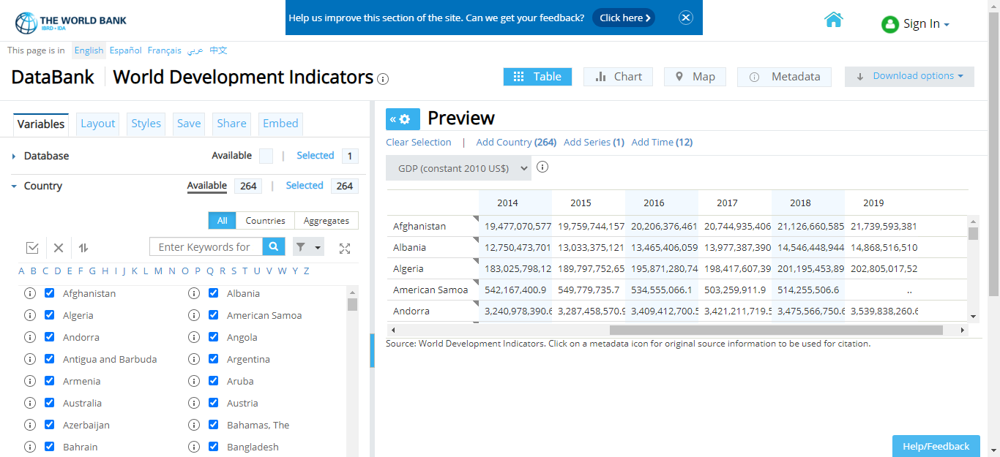 THE WORLD BANK
IBRD • IDA
Help us improve this section of the site. Can we get your feedback? Click here
Sign In
This page is in English Español Français عربي 中文
DataBank World Development Indicators
Table Chart Map Metadata Download options
Variables Layout Styles Save Share Embed
Database Available | Selected 1
Country Available 264 | Selected 264
All Countries Aggregates
Enter Keywords for
A B C D E F G H I J K L M N O P Q R S T U V W Y Z
Afghanistan Albania
Algeria American Samoa
Andorra Angola
Antigua and Barbuda Argentina
Armenia Aruba
Australia Austria
Azerbaijan Bahamas, The
Bahrain Bangladesh
« Preview
Clear Selection | Add Country (264) Add Series (1) Add Time (12)
GDP (constant 2010 US$)
2014 2015 2016 2017 2018 2019
Afghanistan 19,477,070,577 19,759,744,157 20,206,376,461 20,744,935,406 21,126,660,585 21,739,593,381
Albania 12,750,473,701 13,033,375,121 13,465,406,059 13,977,387,390 14,546,448,944 14,868,516,510
Algeria 183,025,798,12 189,797,752,65 195,871,280,74 198,417,607,39 201,195,453,89 202,805,017,52
American Samoa 542,167,400.9 549,779,735.7 534,555,066.1 503,259,911.9 514,255,506.6 ..
Andorra 3,240,978,390.6 3,287,458,570.9 3,409,412,700.5 3,421,211,719.5 3,475,566,750.6 3,539,838,260.6
Source: World Development Indicators. Click on a metadata icon for original source information to be used for citation.
Help/Feedback